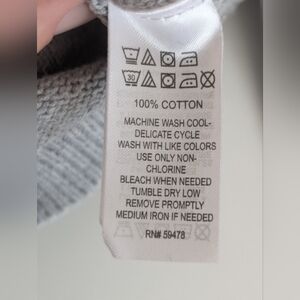 30
100% COTTON
MACHINE WASH COOL-
DELICATE CYCLE
WASH WITH LIKE COLORS
USE ONLY NON-
CHLORINE
BLEACH WHEN NEEDED
TUMBLE DRY LOW
REMOVE PROMPTLY
MEDIUM IRON IF NEEDED
RN# 59478